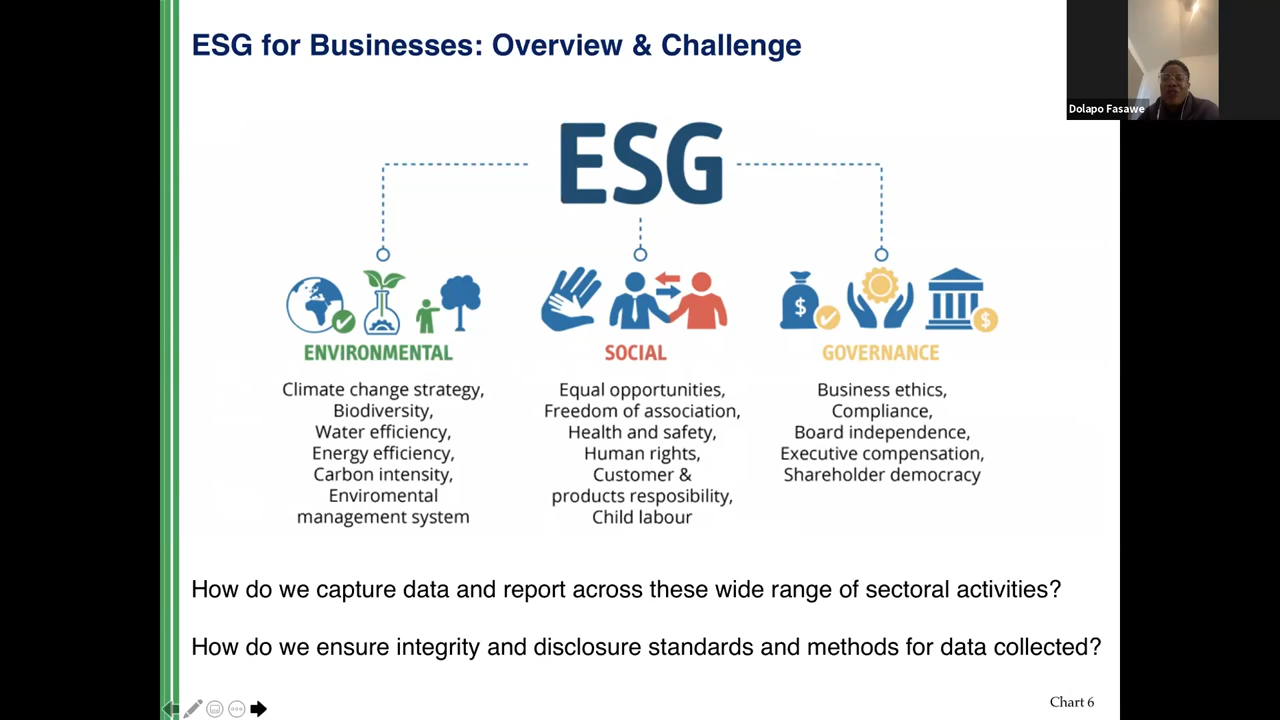 ESG for Businesses: Overview & Challenge
Dolapo Fasawe
ESG
$
$
ENVIRONMENTAL
Climate change strategy,
Biodiversity,
Water efficiency,
Energy efficiency,
Carbon intensity,
Enviromental
management system
SOCIAL
Equal opportunities,
Freedom of association,
Health and safety,
Human rights,
Customer &
products resposibility,
Child labour
GOVERNANCE
Business ethics,
Compliance,
Board independence,
Executive compensation,
Shareholder democracy
How do we capture data and report across these wide range of sectoral activities?
How do we ensure integrity and disclosure standards and methods for data collected?
Chart 6